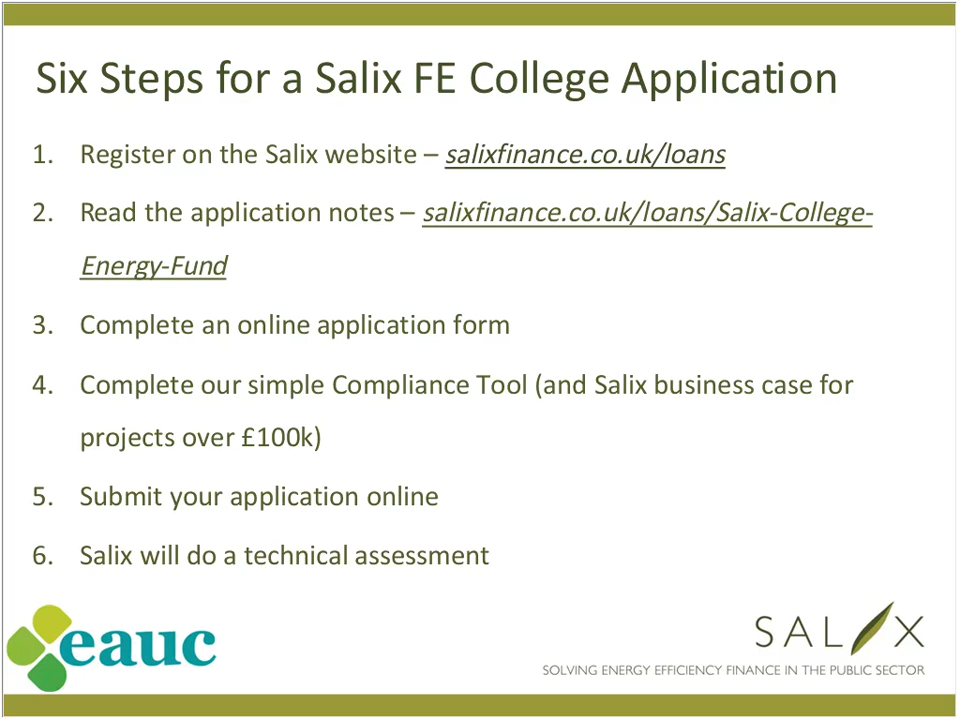 Six Steps for a Salix FE College Application
1. Register on the Salix website – salixfinance.co.uk/loans
2. Read the application notes – salixfinance.co.uk/loans/Salix-College-
Energy-Fund
3. Complete an online application form
4. Complete our simple Compliance Tool (and Salix business case for
projects over £100k)
5. Submit your application online
6. Salix will do a technical assessment
eauc
SALIX
SOLVING ENERGY EFFICIENCY FINANCE IN THE PUBLIC SECTOR